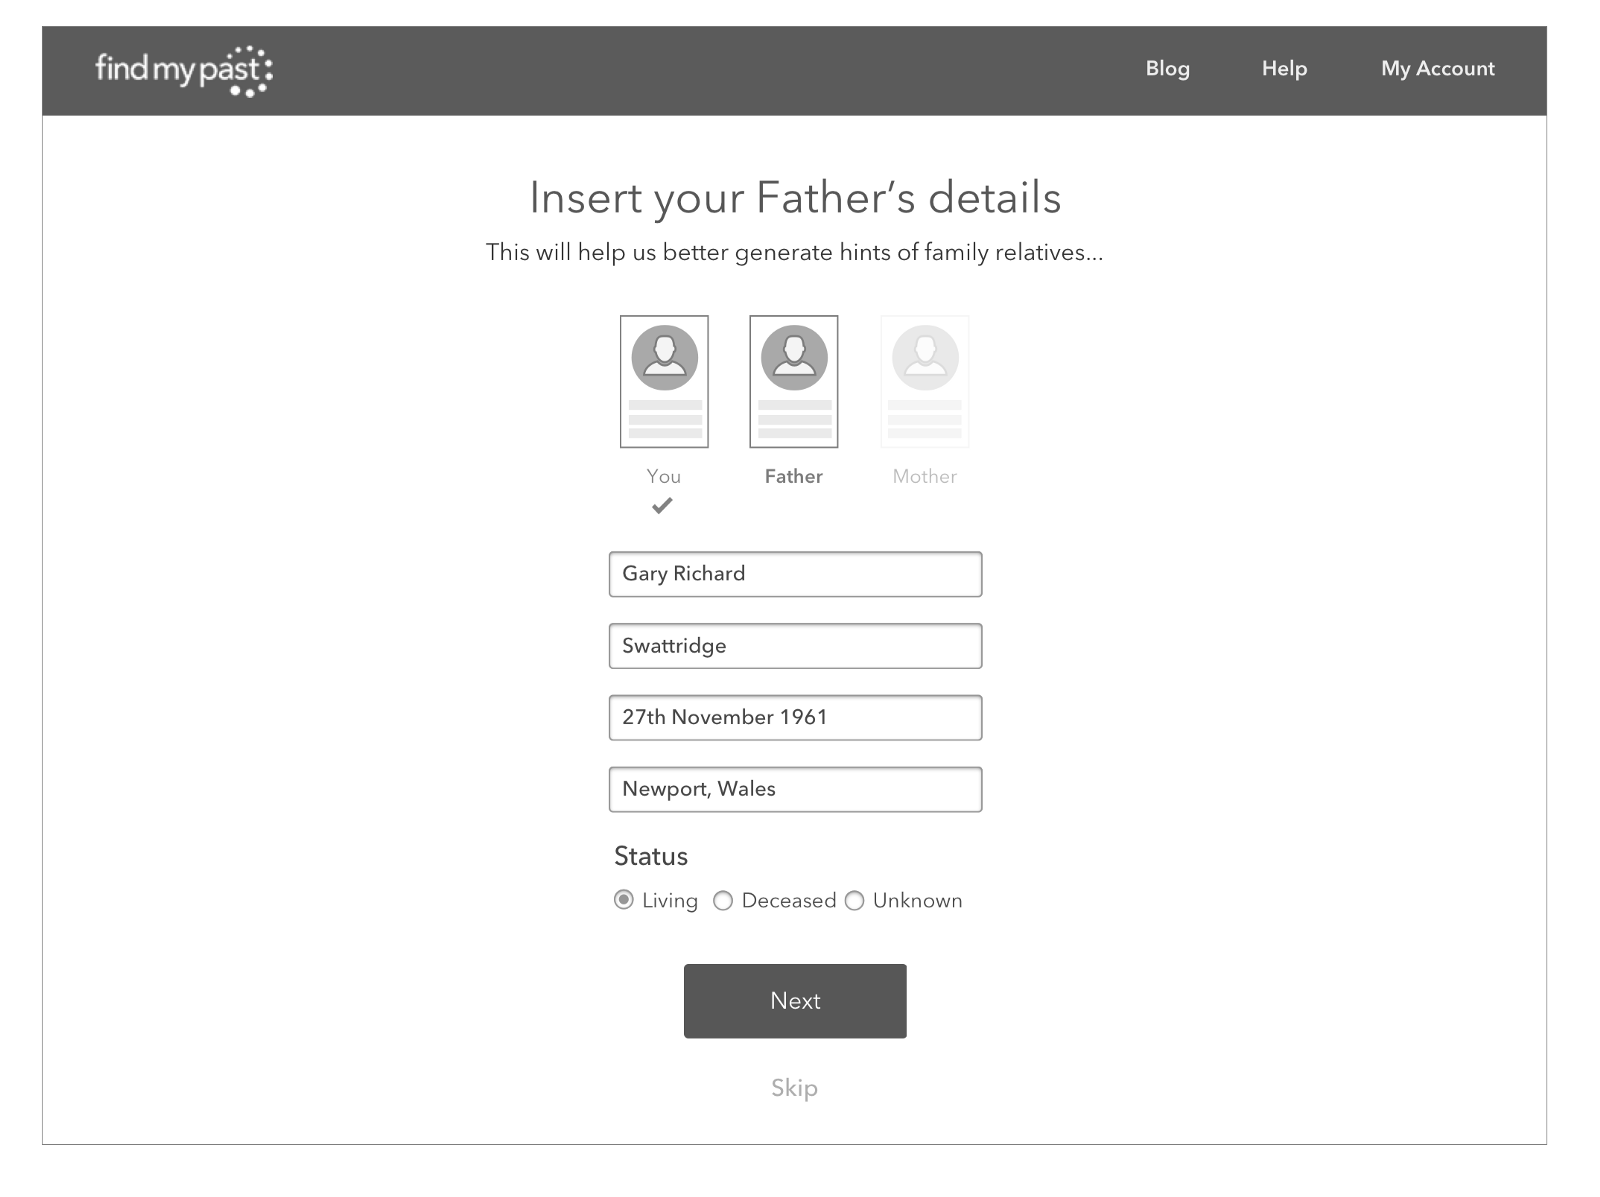 findmypast
Blog Help My Account
Insert your Father’s details
This will help us better generate hints of family relatives...
You Father Mother
Gary Richard
Swattridge
27th November 1961
Newport, Wales
Status
Living Deceased Unknown
Next
Skip